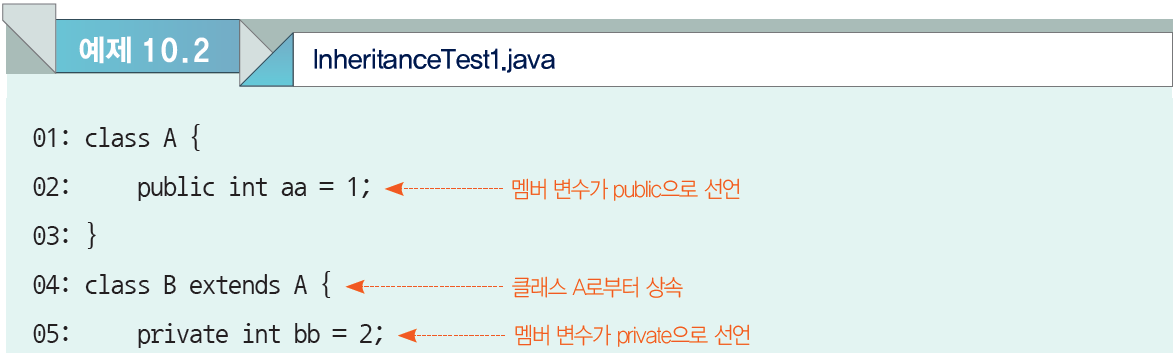 예제 10.2
InheritanceTest1.java
01: class A {
02: public int aa = 1; 멤버 변수가 public으로 선언
03: }
04: class B extends A { 클래스 A로부터 상속
05: private int bb = 2; 멤버 변수가 private으로 선언